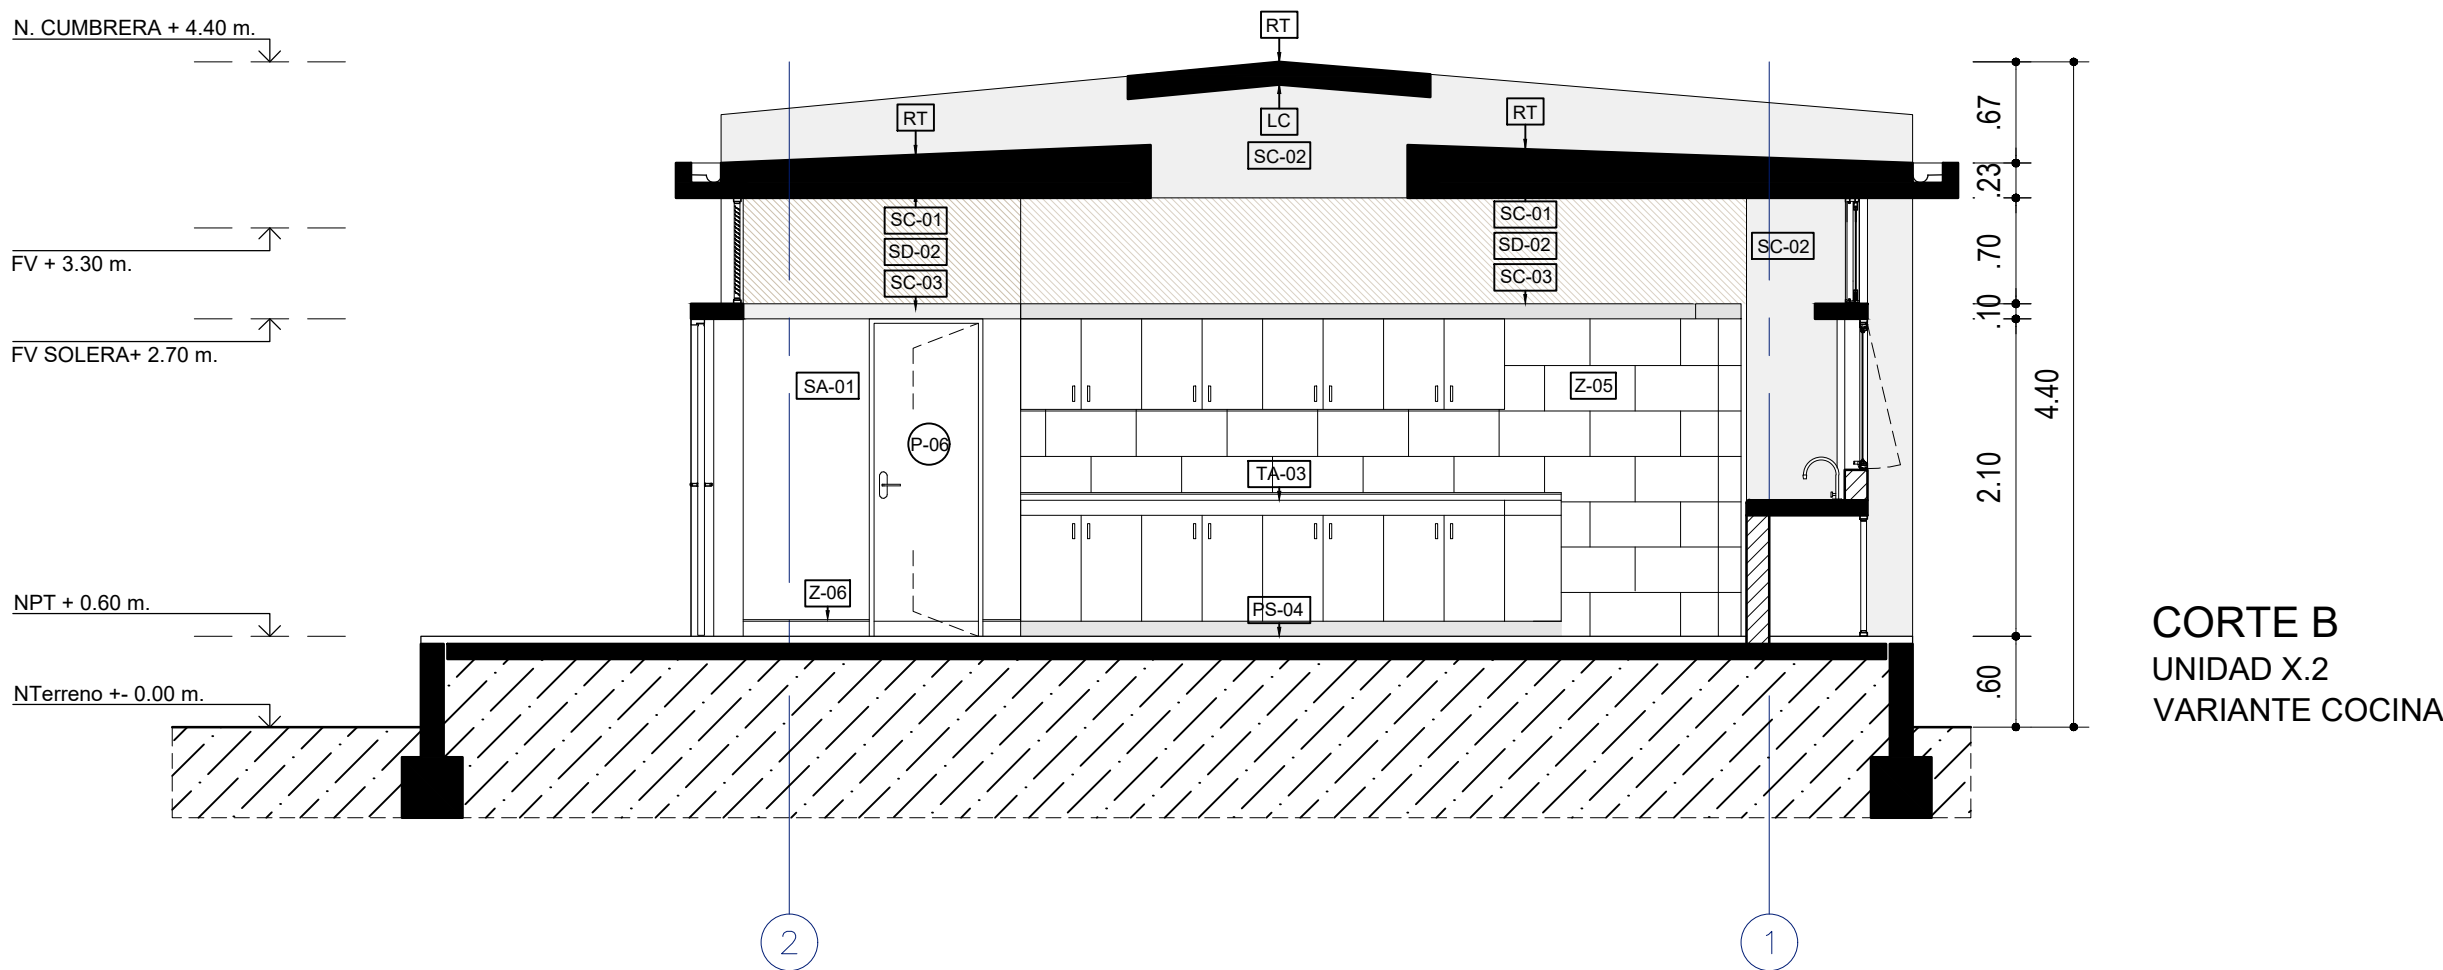 N. CUMBRERA + 4.40 m.
RT
RT
RT
LC
SC-02
.67
.23
SC-01
SD-02
SC-03
SC-01
SD-02
SC-03
SC-02
FV + 3.30 m.
.70
.10
FV SOLERA+ 2.70 m.
SA-01
Z-05
4.40
P-06
TA-03
2.10
NPT + 0.60 m.
Z-06
PS-04
CORTE B
UNIDAD X.2
VARIANTE COCINA
NTerreno +- 0.00 m.
.60
2
1